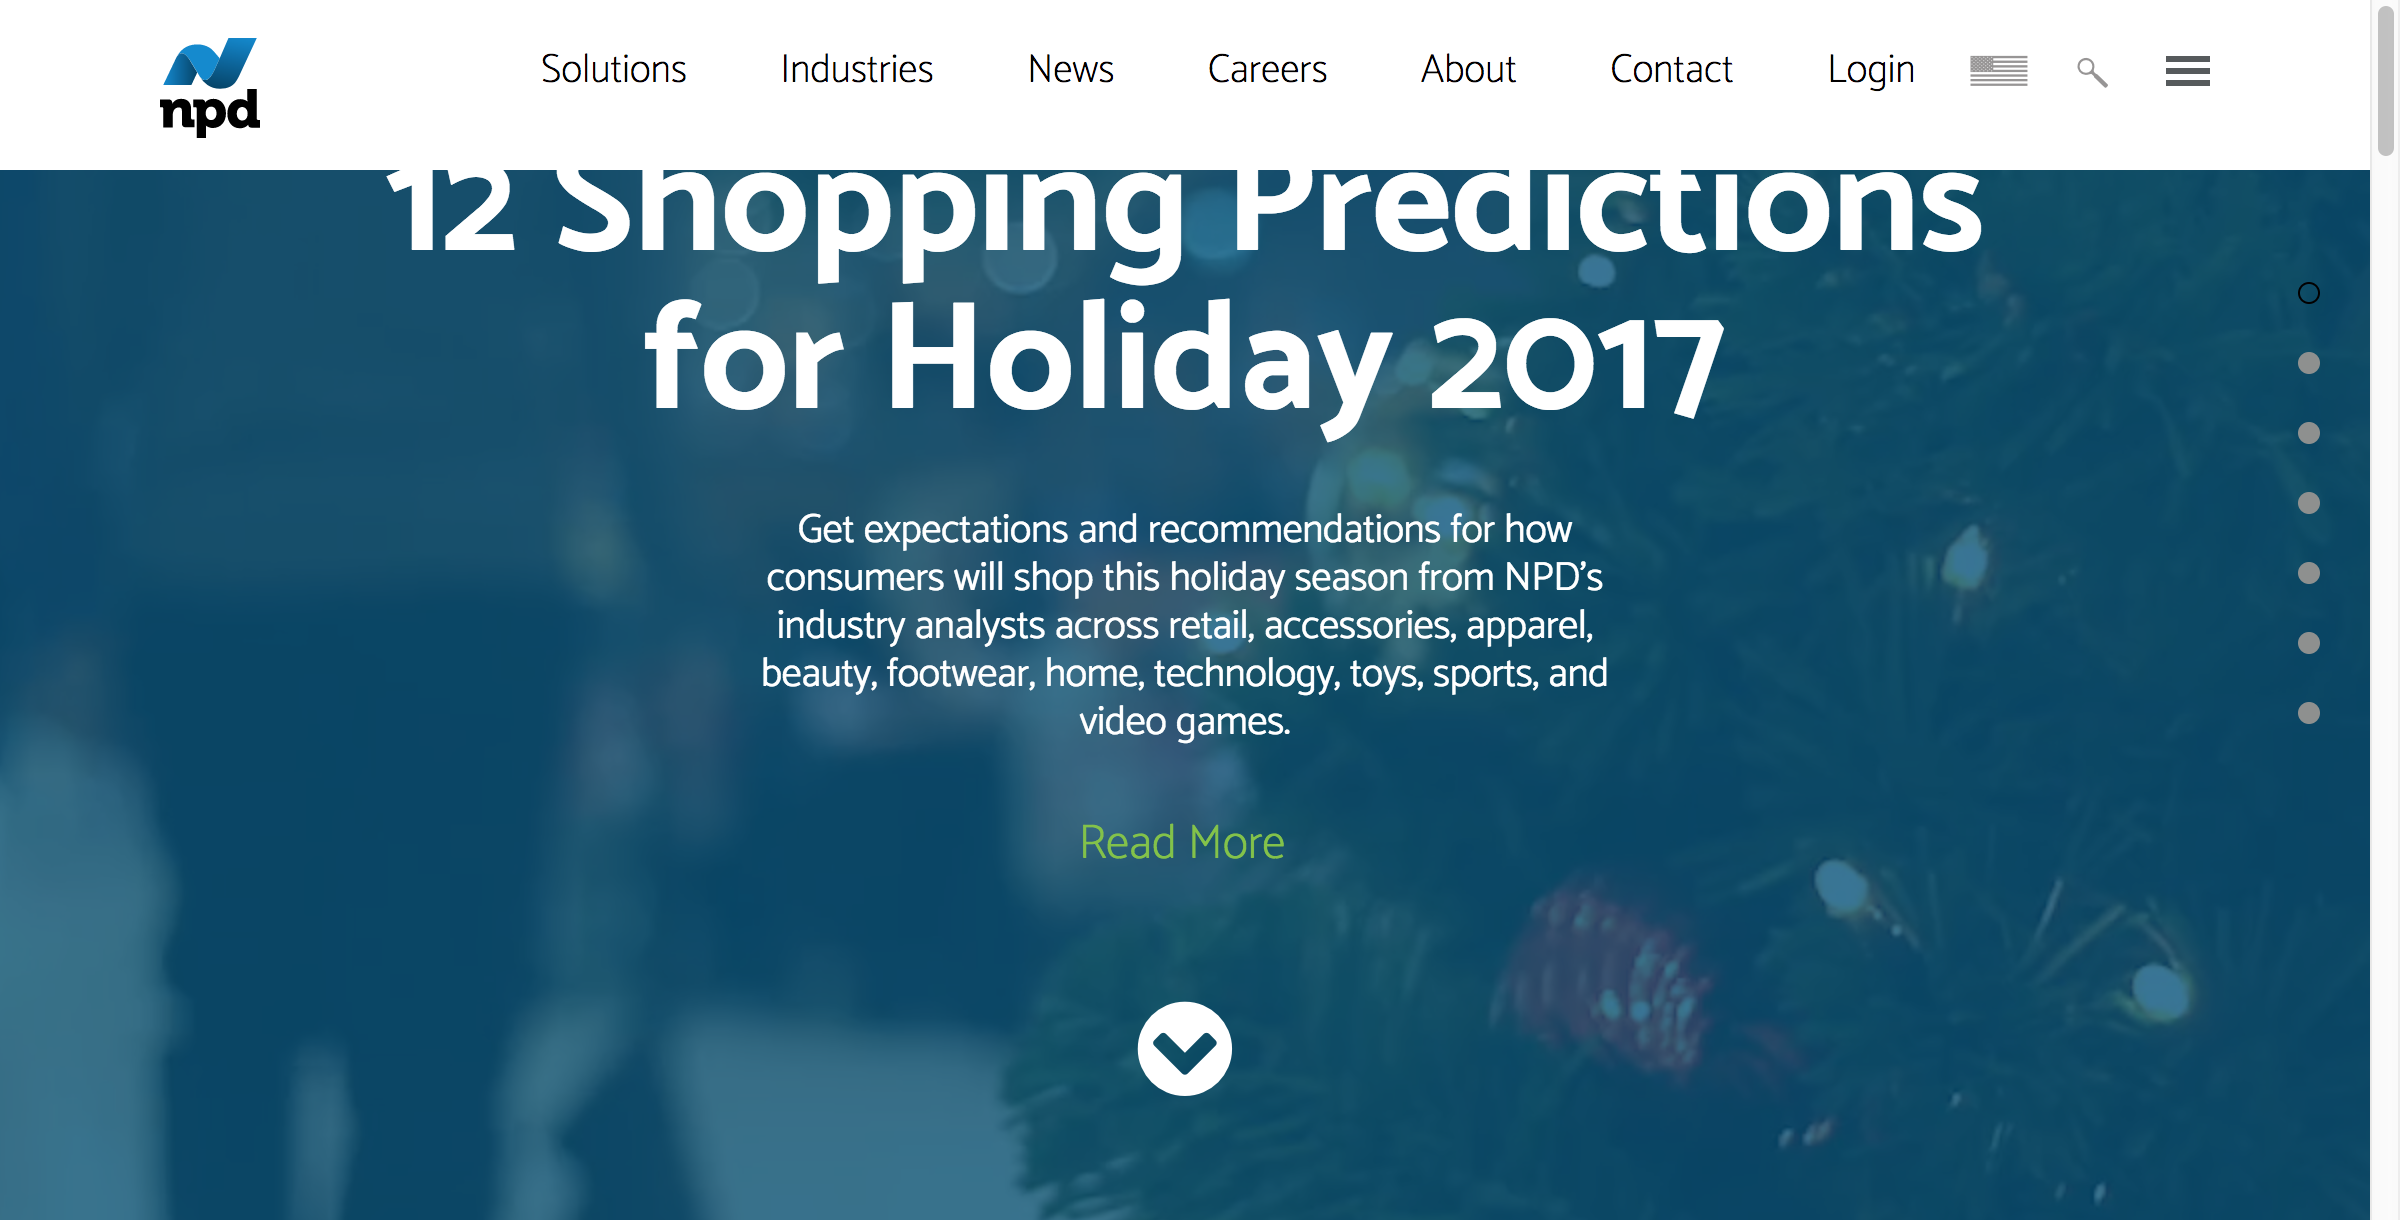 npd
Solutions Industries News Careers About Contact Login
12 Shopping Predictions
for Holiday 2017
Get expectations and recommendations for how
consumers will shop this holiday season from NPD’s
industry analysts across retail, accessories, apparel,
beauty, footwear, home, technology, toys, sports, and
video games.
Read More